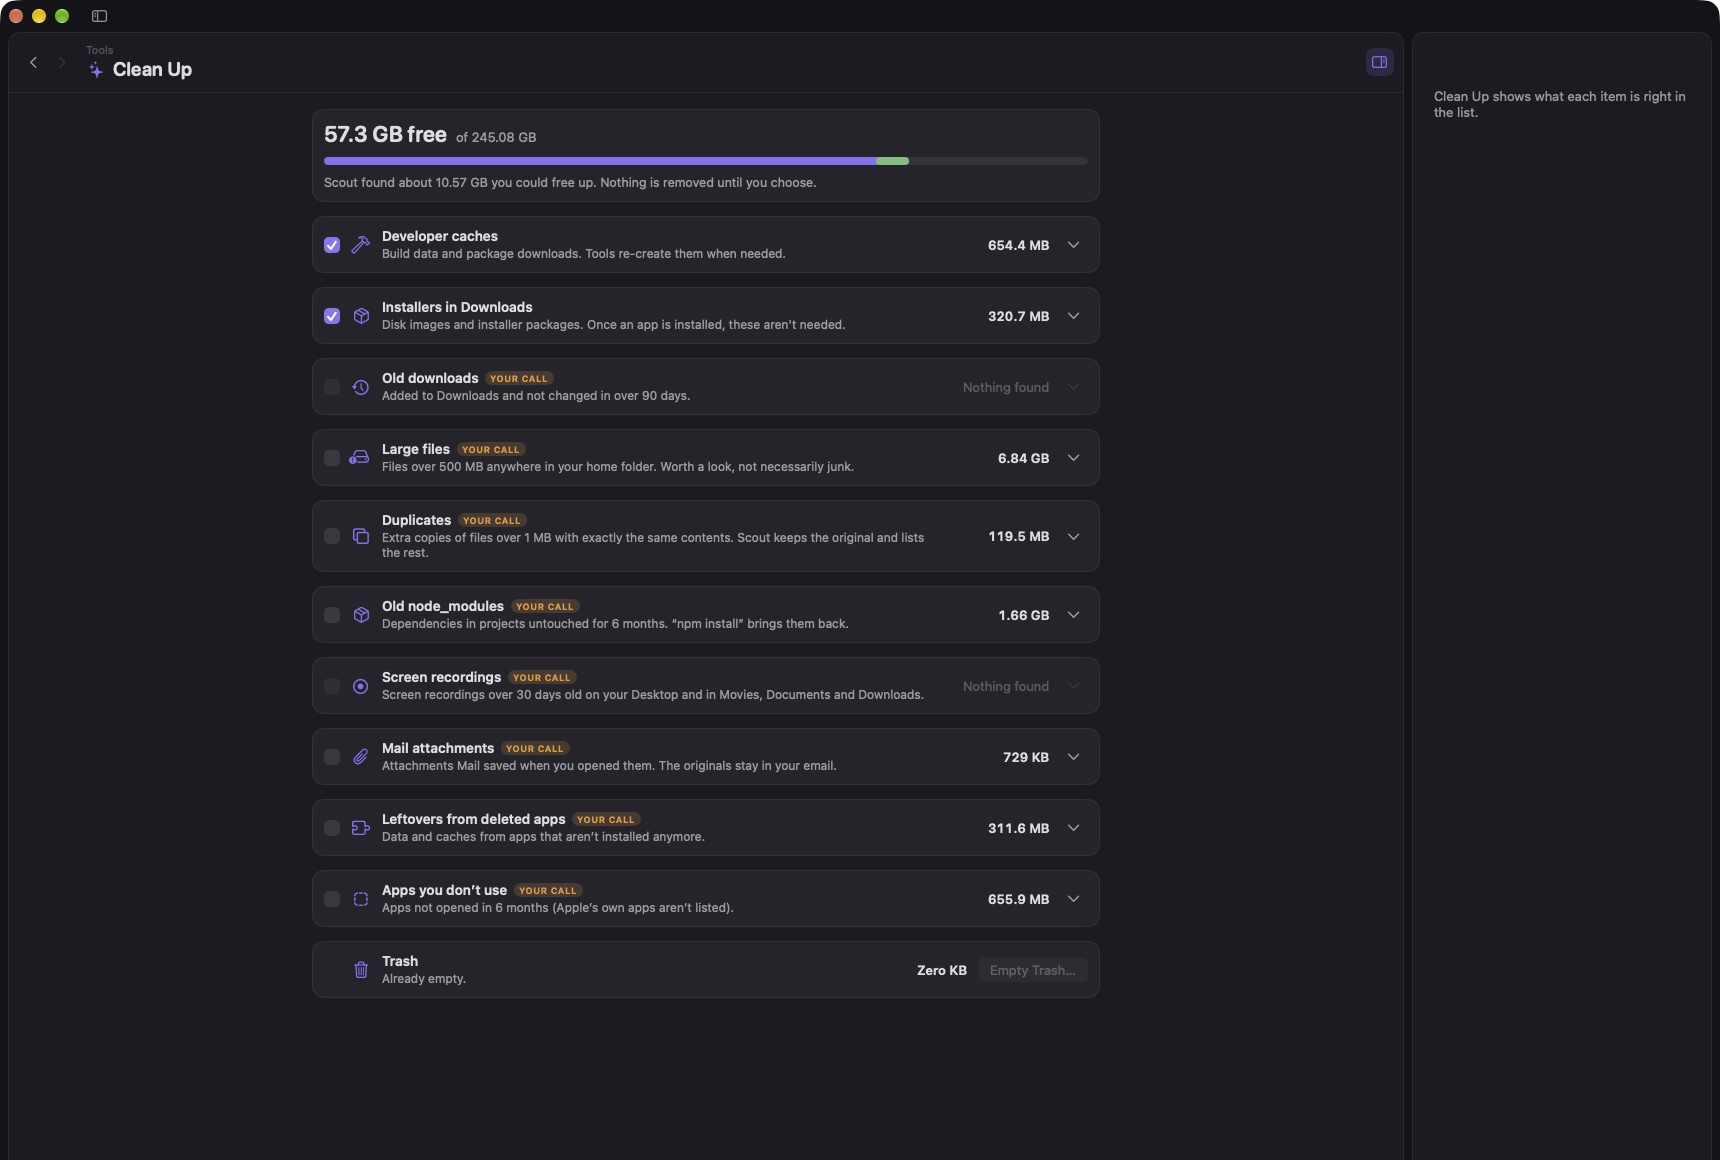 Tools
Clean Up
57.3 GB free of 245.08 GB
Scout found about 10.57 GB you could free up. Nothing is removed until you choose.
Developer caches
Build data and package downloads. Tools re-create them when needed.
654.4 MB
Installers in Downloads
Disk images and installer packages. Once an app is installed, these aren't needed.
320.7 MB
Old downloads YOUR CALL
Added to Downloads and not changed in over 90 days.
Nothing found
Large files YOUR CALL
Files over 500 MB anywhere in your home folder. Worth a look, not necessarily junk.
6.84 GB
Duplicates YOUR CALL
Extra copies of files over 1 MB with exactly the same contents. Scout keeps the original and lists
the rest.
119.5 MB
Old node_modules YOUR CALL
Dependencies in projects untouched for 6 months. “npm install” brings them back.
1.66 GB
Screen recordings YOUR CALL
Screen recordings over 30 days old on your Desktop and in Movies, Documents and Downloads.
Nothing found
Mail attachments YOUR CALL
Attachments Mail saved when you opened them. The originals stay in your email.
729 KB
Leftovers from deleted apps YOUR CALL
Data and caches from apps that aren’t installed anymore.
311.6 MB
Apps you don’t use YOUR CALL
Apps not opened in 6 months (Apple’s own apps aren’t listed).
655.9 MB
Trash
Already empty.
Zero KB
Empty Trash...
Clean Up shows what each item is right in
the list.